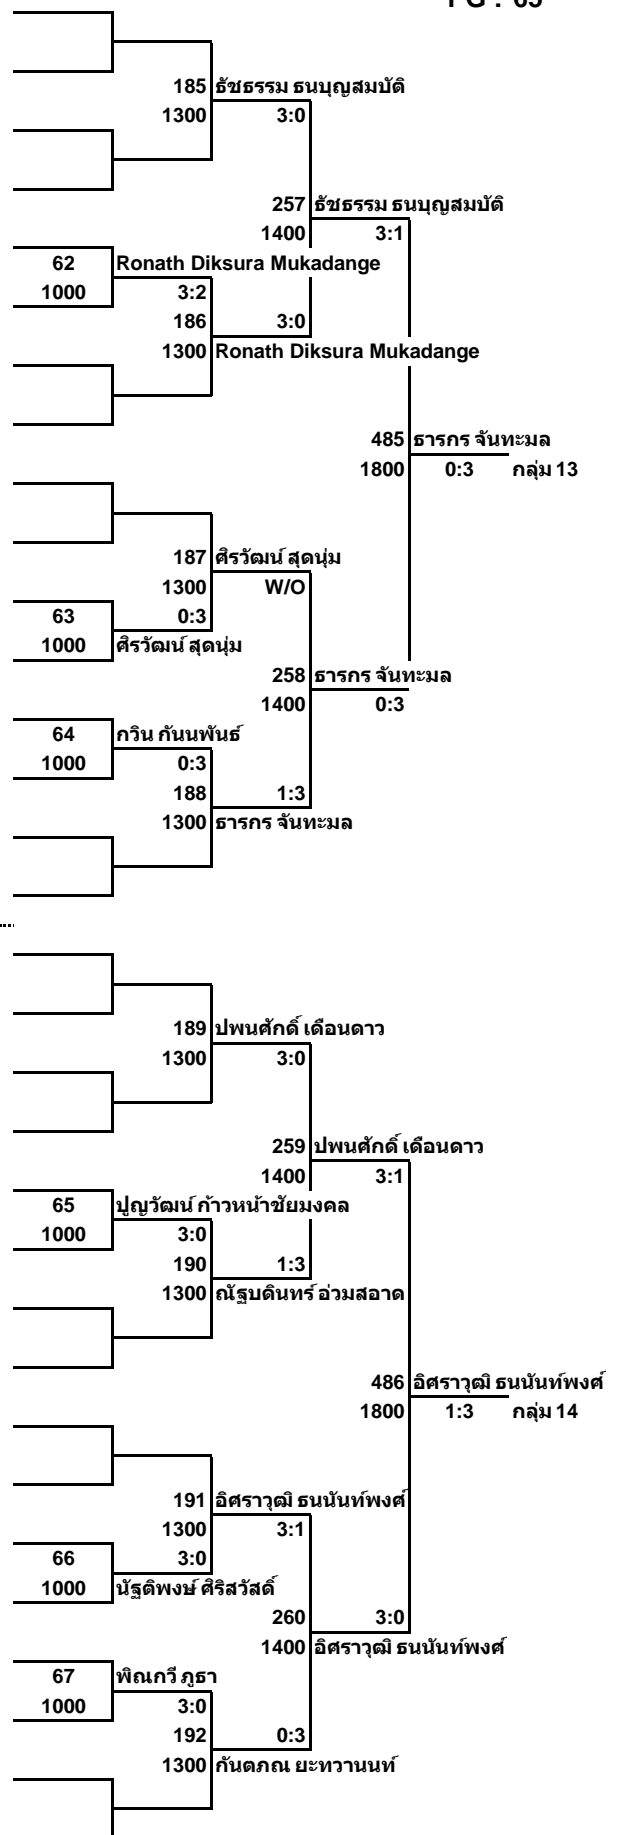 PG : 65
185 ธัชธรรม ธนบุญสมบัติ
1300 3:0
257 ธัชธรรม ธนบุญสมบัติ
1400 3:1
62 Ronath Diksura Mukadange
1000 3:2
186 3:0
1300 Ronath Diksura Mukadange
485 ธารกร จันทะมล
1800 0:3 กลุ่ม 13
187 ศิรวัฒน์ สุดนุ่ม
1300 W/O
63 0:3
1000 ศิรวัฒน์ สุดนุ่ม
258 ธารกร จันทะมล
1400 0:3
64 กวิน กันนพันธ์
1000 0:3
188 1:3
1300 ธารกร จันทะมล
189 ปพนศักดิ์ เดือนดาว
1300 3:0
259 ปพนศักดิ์ เดือนดาว
1400 3:1
65 ปูญวัฒน์ ก้าวหน้าชัยมงคล
1000 3:0
190 1:3
1300 ณัฐบดินทร์ อ่วมสอาด
486 อิศราวุฒิ ธนนันท์พงศ์
1800 1:3 กลุ่ม 14
191 อิศราวุฒิ ธนนันท์พงศ์
1300 3:1
66 3:0
1000 นัฐติพงษ์ ศิริสวัสดิ์
260 3:0
1400 อิศราวุฒิ ธนนันท์พงศ์
67 พิณกวี ภูธา
1000 3:0
192 0:3
1300 กันตภณ ยะทวานนท์